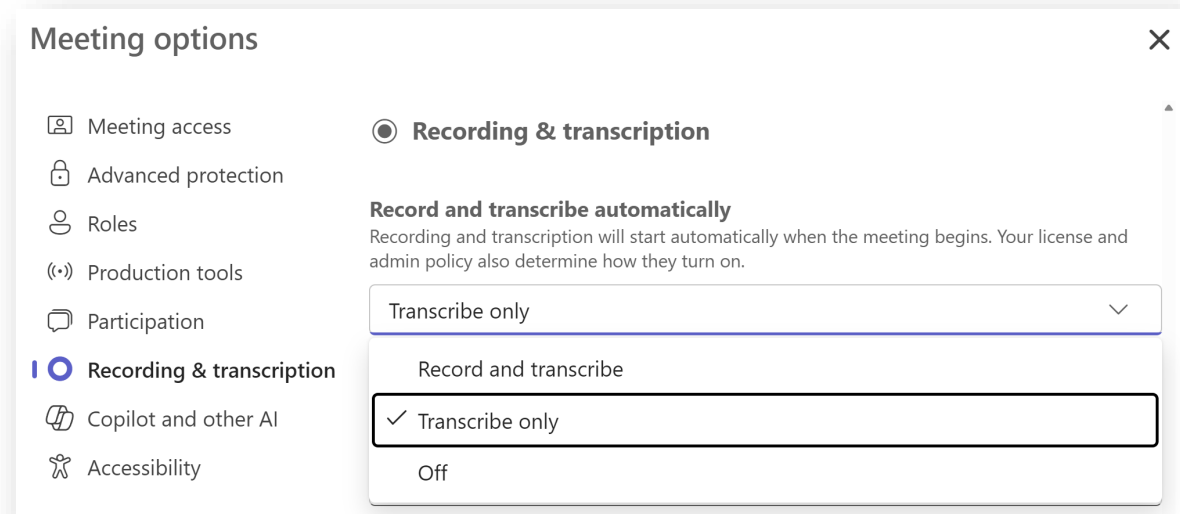 Meeting options
Meeting access
Advanced protection
Roles
Production tools
Participation
Recording & transcription
Copilot and other AI
Accessibility
Recording & transcription
Record and transcribe automatically
Recording and transcription will start automatically when the meeting begins. Your license and
admin policy also determine how they turn on.
Transcribe only
Record and transcribe
Transcribe only
Off